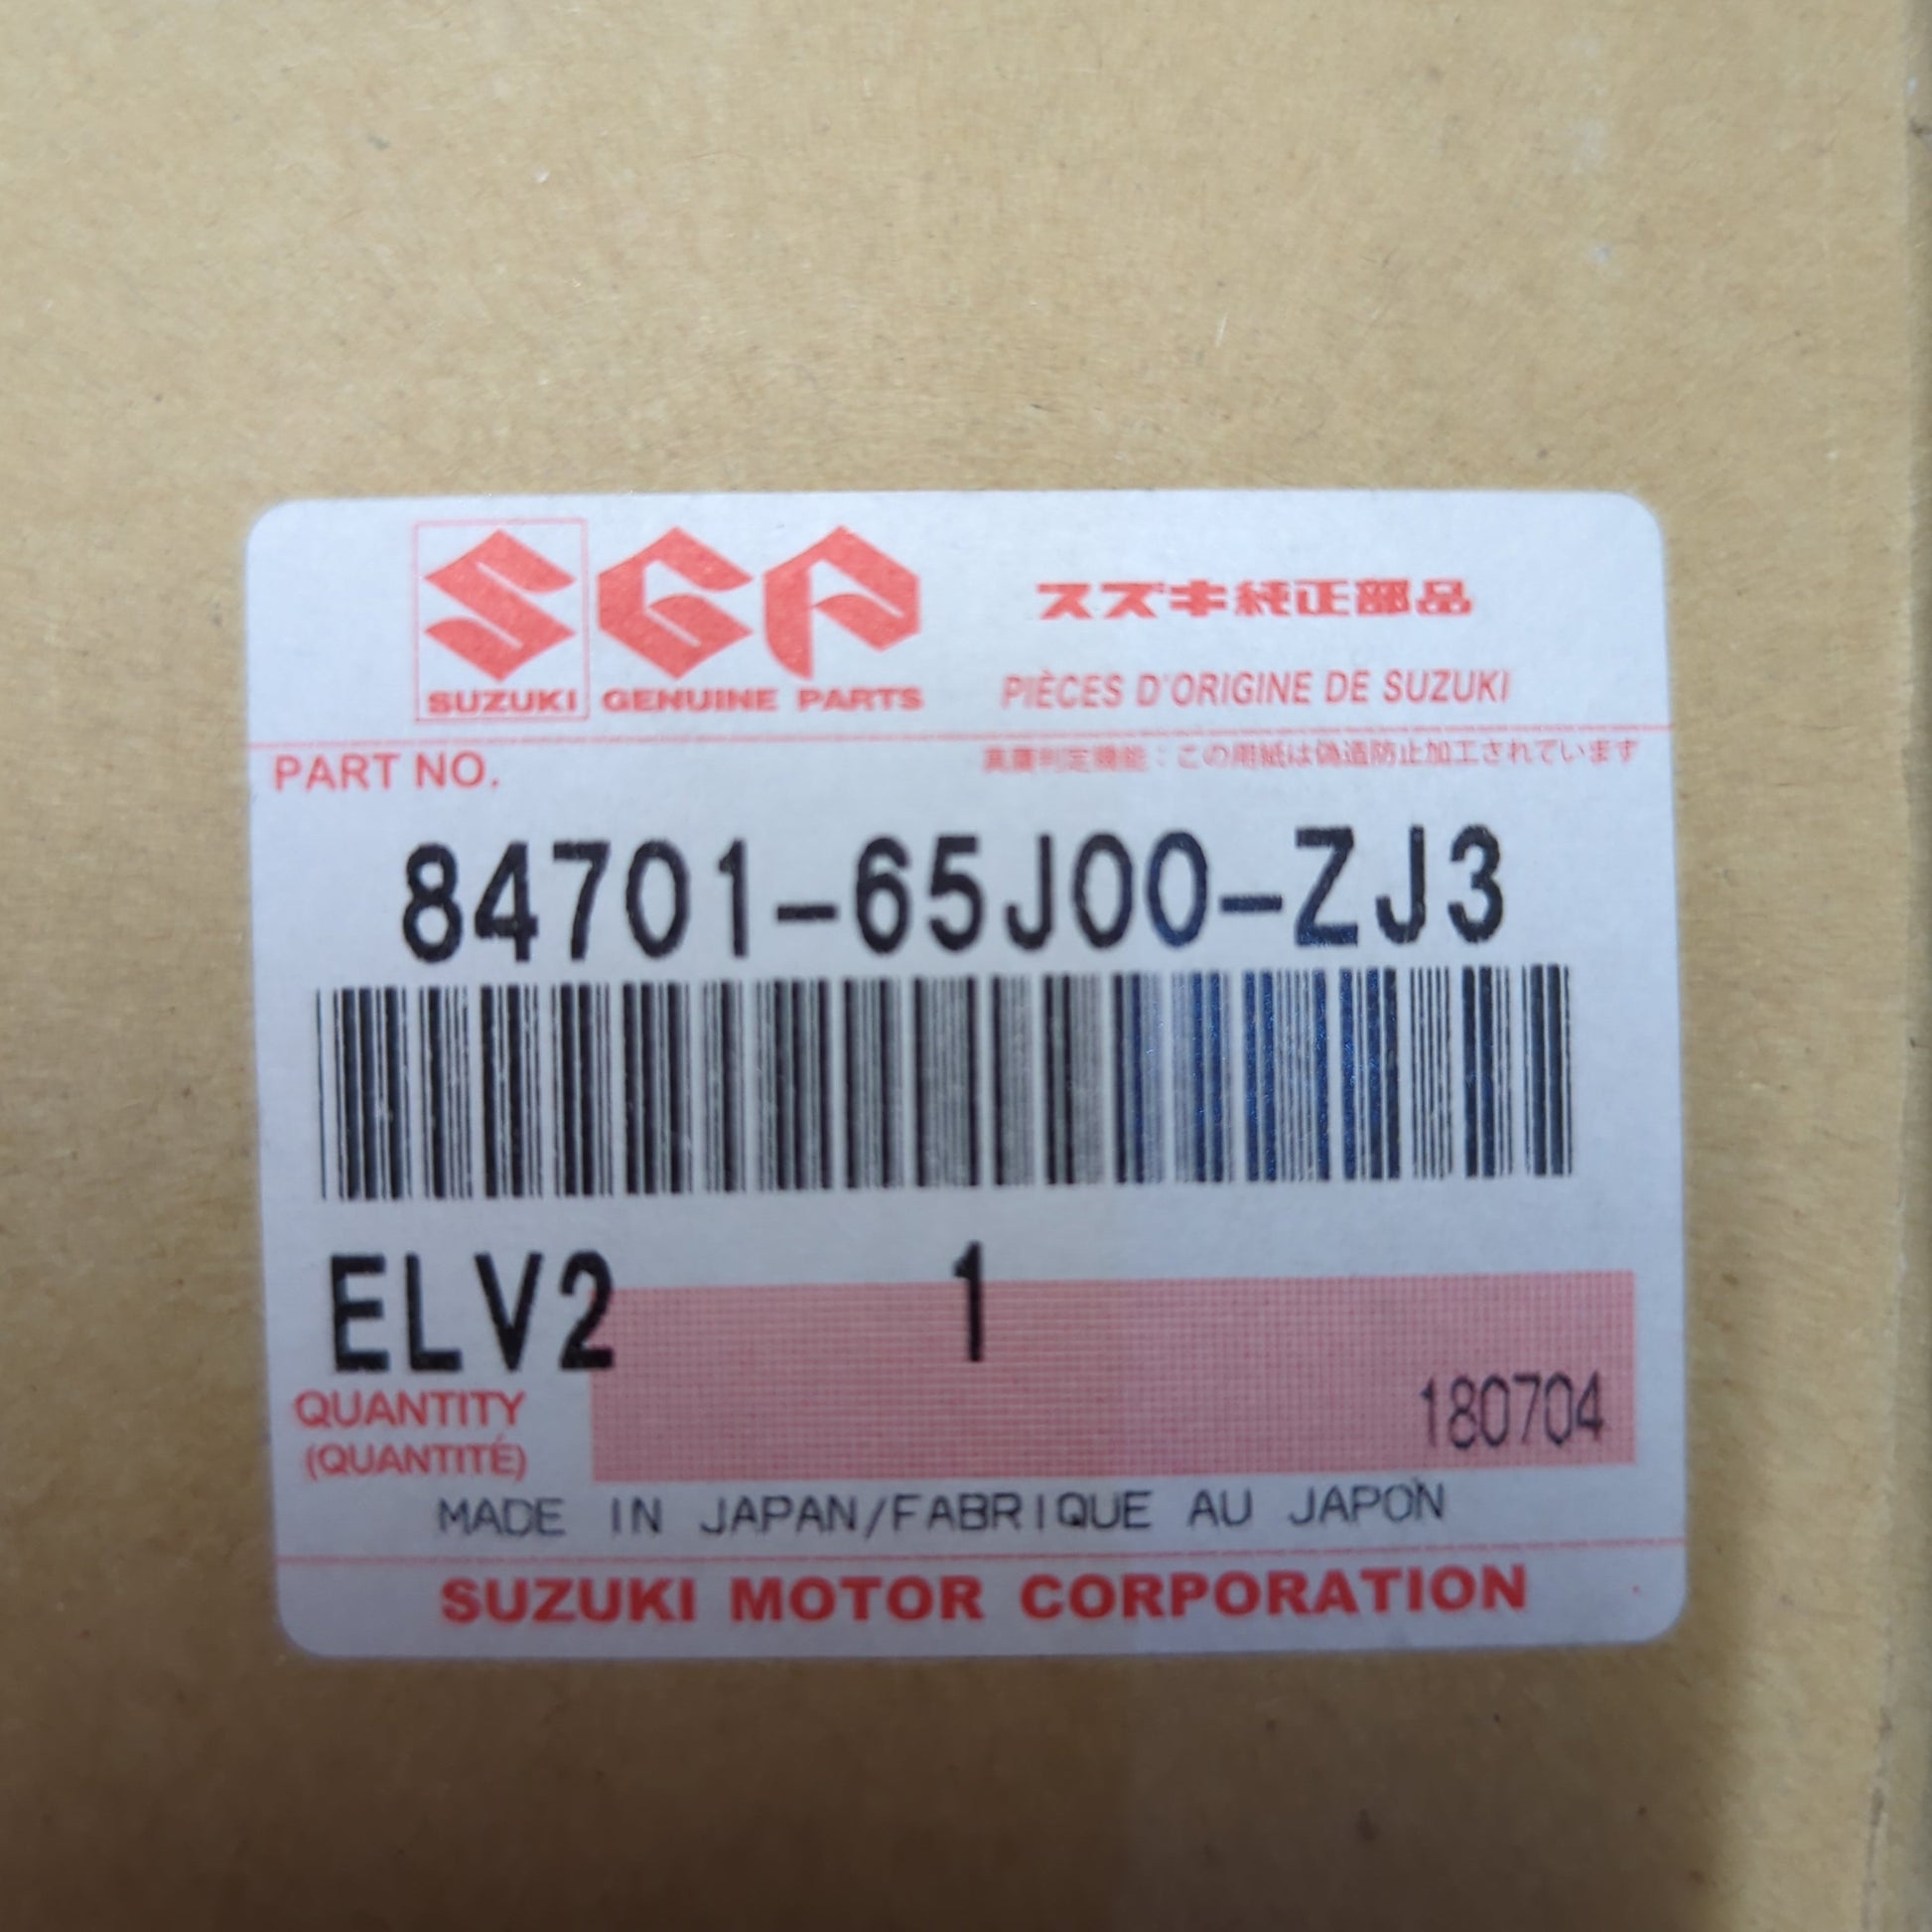 SGP
スズキ純正部品
SUZUKI GENUINE PARTS
PIÈCES D'ORIGINE DE SUZUKI
PART NO.
真贋判定機能：この用紙は偽造防止加工されています
84701-65J00-ZJ3
ELV2 1
QUANTITY
(QUANTITÉ)
180704
MADE IN JAPAN/FABRIQUE AU JAPON
SUZUKI MOTOR CORPORATION